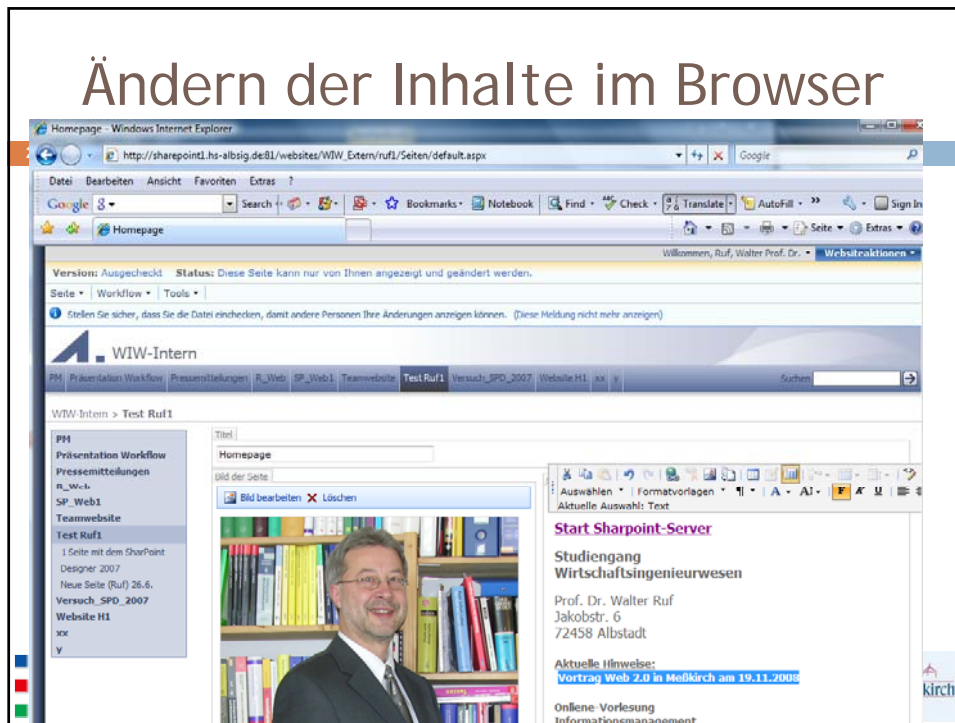 Ändern der Inhalte im Browser
Homepage - Windows Internet Explorer
http://sharepoint1.hs-albsig.de:81/websites/WIW_Extern/ruf1/Seiten/default.aspx
Google
Datei Bearbeiten Ansicht Favoriten Extras ?
Google Search Bookmarks Notebook Find Check Translate AutoFill Sign In
Homepage
Seite Extras
Willkommen, Ruf, Walter Prof. Dr. Websiteaktionen
Version: Ausgecheckt Status: Diese Seite kann nur von Ihnen angezeigt und geändert werden.
Seite Workflow Tools
Stellen Sie sicher, dass Sie die Datei einchecken, damit andere Personen Ihre Änderungen anzeigen können. (Diese Meldung nicht mehr anzeigen)
WIW-Intern
PM Präsentation Workflow Pressemitteilungen R_Web SP_Web1 Teamwebsite Test Ruf1 Versuch_SPD_2007 Website H1 xx y Suchen
WIW-Intern > Test Ruf1
PM
Präsentation Workflow
Pressemitteilungen
R_Web
SP_Web1
Teamwebsite
Test Ruf1
1 Seite mit dem SharePoint
Designer 2007
Neue Seite (Ruf) 26.6.
Versuch_SPD_2007
Website H1
xx
y
Titel
Homepage
Bild der Seite
Bild bearbeiten Löschen
Auswählen Formatvorlagen ¶ A A F K U
Aktuelle Auswahl: Text
Start Sharpoint-Server
Studiengang
Wirtschaftsingenieurwesen
Prof. Dr. Walter Ruf
Jakobstr. 6
72458 Albstadt
Aktuelle Hinweise:
Vortrag Web 2.0 in Meßkirch am 19.11.2008
Onliene-Vorlesung
Informationsmanagement
kirch